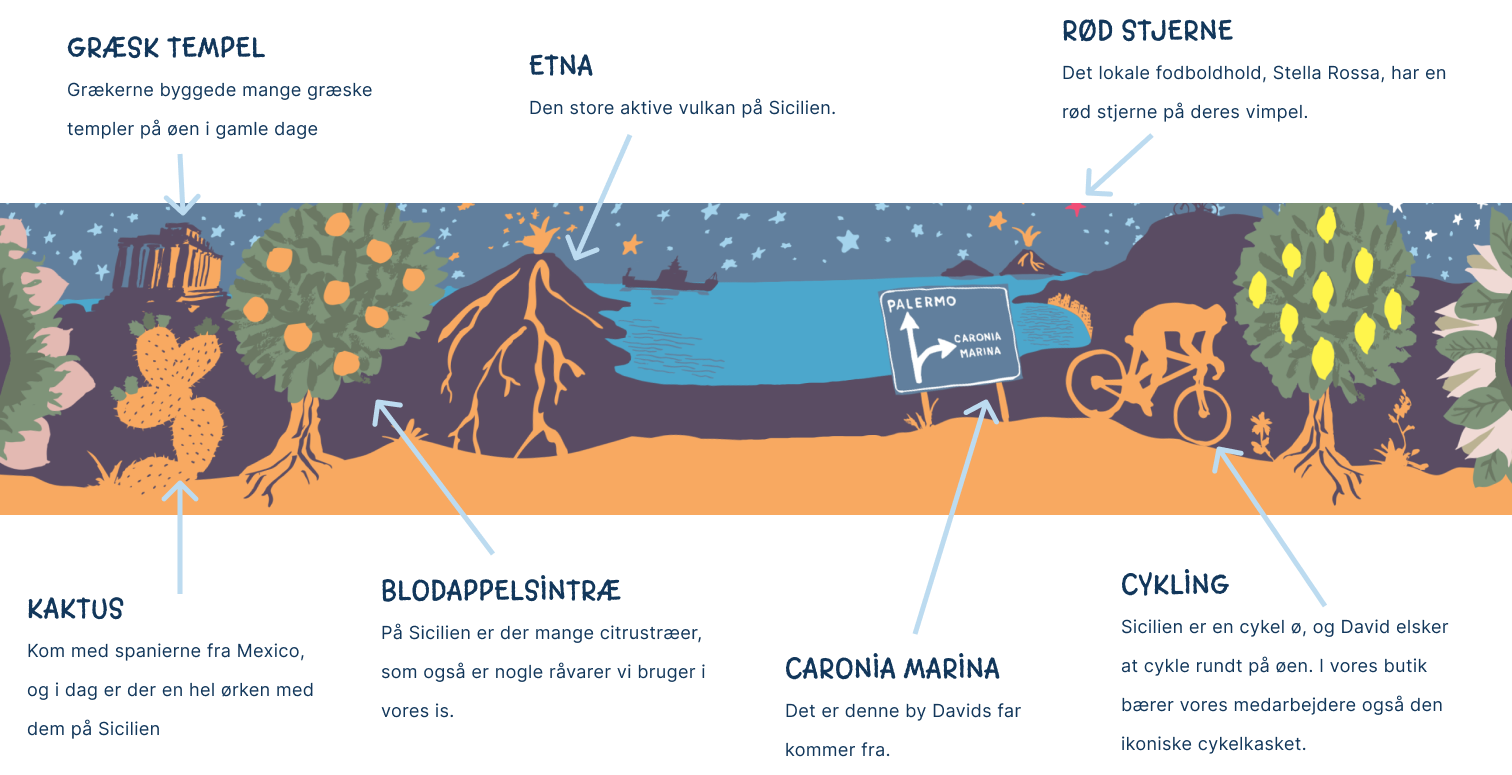 GRÆSK TEMPEL
Grækerne byggede mange græske
templer på øen i gamle dage
ETNA
Den store aktive vulkan på Sicilien.
RØD STJERNE
Det lokale fodboldhold, Stella Rossa, har en
rød stjerne på deres vimpel.
PALERMO
CARONIA
MARINA
KAKTUS
Kom med spanierne fra Mexico,
og i dag er der en hel ørken med
dem på Sicilien
BLODAPPELSINTRÆ
På Sicilien er der mange citrustræer,
som også er nogle råvarer vi bruger i
vores is.
CARONIA MARINA
Det er denne by Davids far
kommer fra.
CYKLING
Sicilien er en cykel ø, og David elsker
at cykle rundt på øen. I vores butik
bærer vores medarbejdere også den
ikoniske cykelkasket.